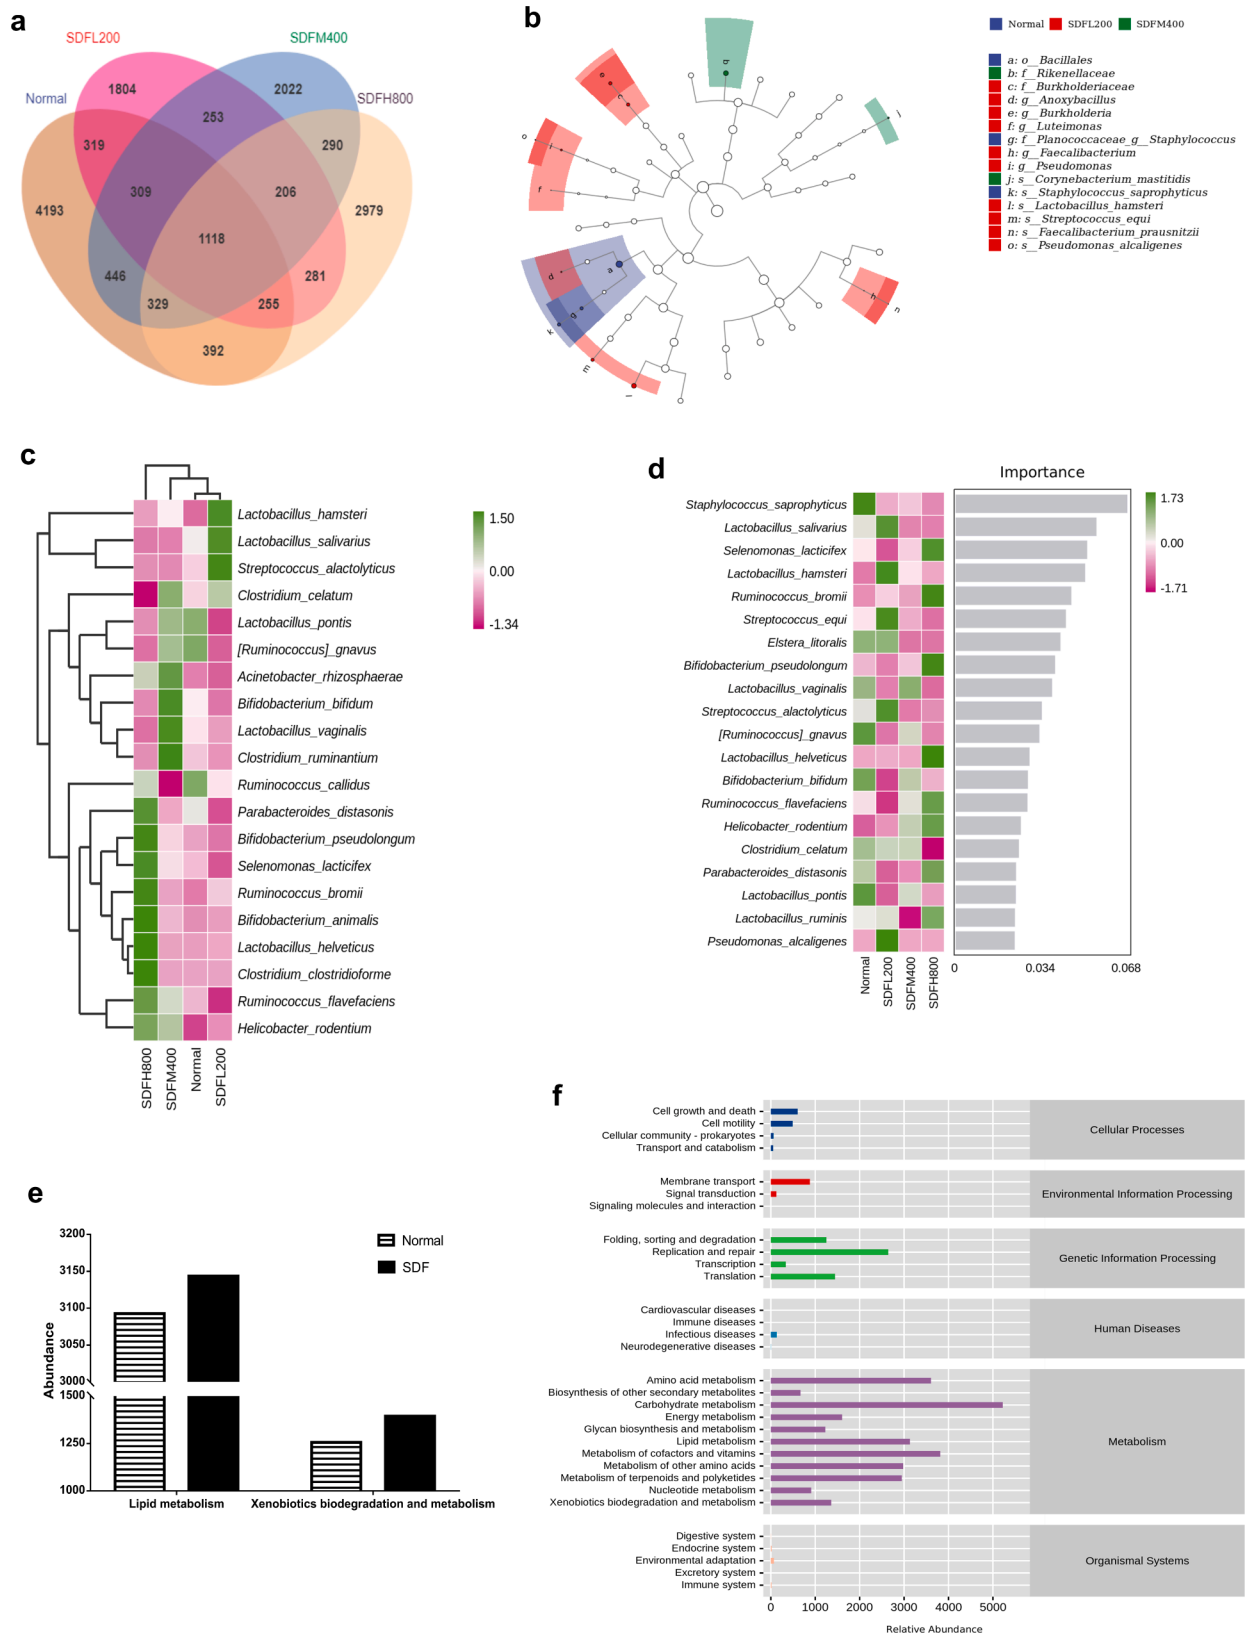 a
SDFL200
SDFM400
Normal
SDFH800
1804
2022
253
319
290
309
206
4193
2979
1118
446
281
329
255
392
b
Normal SDFL200 SDFM400
a: o__Bacillales
b: f__Rikenellaceae
c: f__Burkholderiaceae
d: g__Anoxybacillus
e: g__Burkholderia
f: g__Luteimonas
g: f__Planococcaceae_g__Staphylococcus
h: g__Faecalibacterium
i: g__Pseudomonas
j: s__Corynebacterium_mastitidis
k: s__Staphylococcus_saprophyticus
l: s__Lactobacillus_hamsteri
m: s__Streptococcus_equi
n: s__Faecalibacterium_prausnitzii
o: s__Pseudomonas_alcaligenes
b
e
c
j
o
i
f
a
d
g
k
h
n
m
l
c
Lactobacillus_hamsteri
Lactobacillus_salivarius
Streptococcus_alactolyticus
Clostridium_celatum
Lactobacillus_pontis
[Ruminococcus]_gnavus
Acinetobacter_rhizosphaerae
Bifidobacterium_bifidum
Lactobacillus_vaginalis
Clostridium_ruminantium
Ruminococcus_callidus
Parabacteroides_distasonis
Bifidobacterium_pseudolongum
Selenomonas_lacticifex
Ruminococcus_bromii
Bifidobacterium_animalis
Lactobacillus_helveticus
Clostridium_clostridioforme
Ruminococcus_flavefaciens
Helicobacter_rodentium
SDFH800
SDFM400
Normal
SDFL200
1.50
0.00
-1.34
d
Importance
Staphylococcus_saprophyticus
Lactobacillus_salivarius
Selenomonas_lacticifex
Lactobacillus_hamsteri
Ruminococcus_bromii
Streptococcus_equi
Elstera_litoralis
Bifidobacterium_pseudolongum
Lactobacillus_vaginalis
Streptococcus_alactolyticus
[Ruminococcus]_gnavus
Lactobacillus_helveticus
Bifidobacterium_bifidum
Ruminococcus_flavefaciens
Helicobacter_rodentium
Clostridium_celatum
Parabacteroides_distasonis
Lactobacillus_pontis
Lactobacillus_ruminis
Pseudomonas_alcaligenes
Normal
SDFL200
SDFM400
SDFH800
0 0.034 0.068
1.73
0.00
-1.71
e
Abundance
3200
3150
3100
3050
3000
1500
1250
1000
Normal
SDF
Lipid metabolism
Xenobiotics biodegradation and metabolism
f
Cell growth and death
Cell motility
Cellular community - prokaryotes
Transport and catabolism
Cellular Processes
Membrane transport
Signal transduction
Signaling molecules and interaction
Environmental Information Processing
Folding, sorting and degradation
Replication and repair
Transcription
Translation
Genetic Information Processing
Cardiovascular diseases
Immune diseases
Infectious diseases
Neurodegenerative diseases
Human Diseases
Amino acid metabolism
Biosynthesis of other secondary metabolites
Carbohydrate metabolism
Energy metabolism
Glycan biosynthesis and metabolism
Lipid metabolism
Metabolism of cofactors and vitamins
Metabolism of other amino acids
Metabolism of terpenoids and polyketides
Nucleotide metabolism
Xenobiotics biodegradation and metabolism
Metabolism
Digestive system
Endocrine system
Environmental adaptation
Excretory system
Immune system
Organismal Systems
0 1000 2000 3000 4000 5000
Relative Abundance